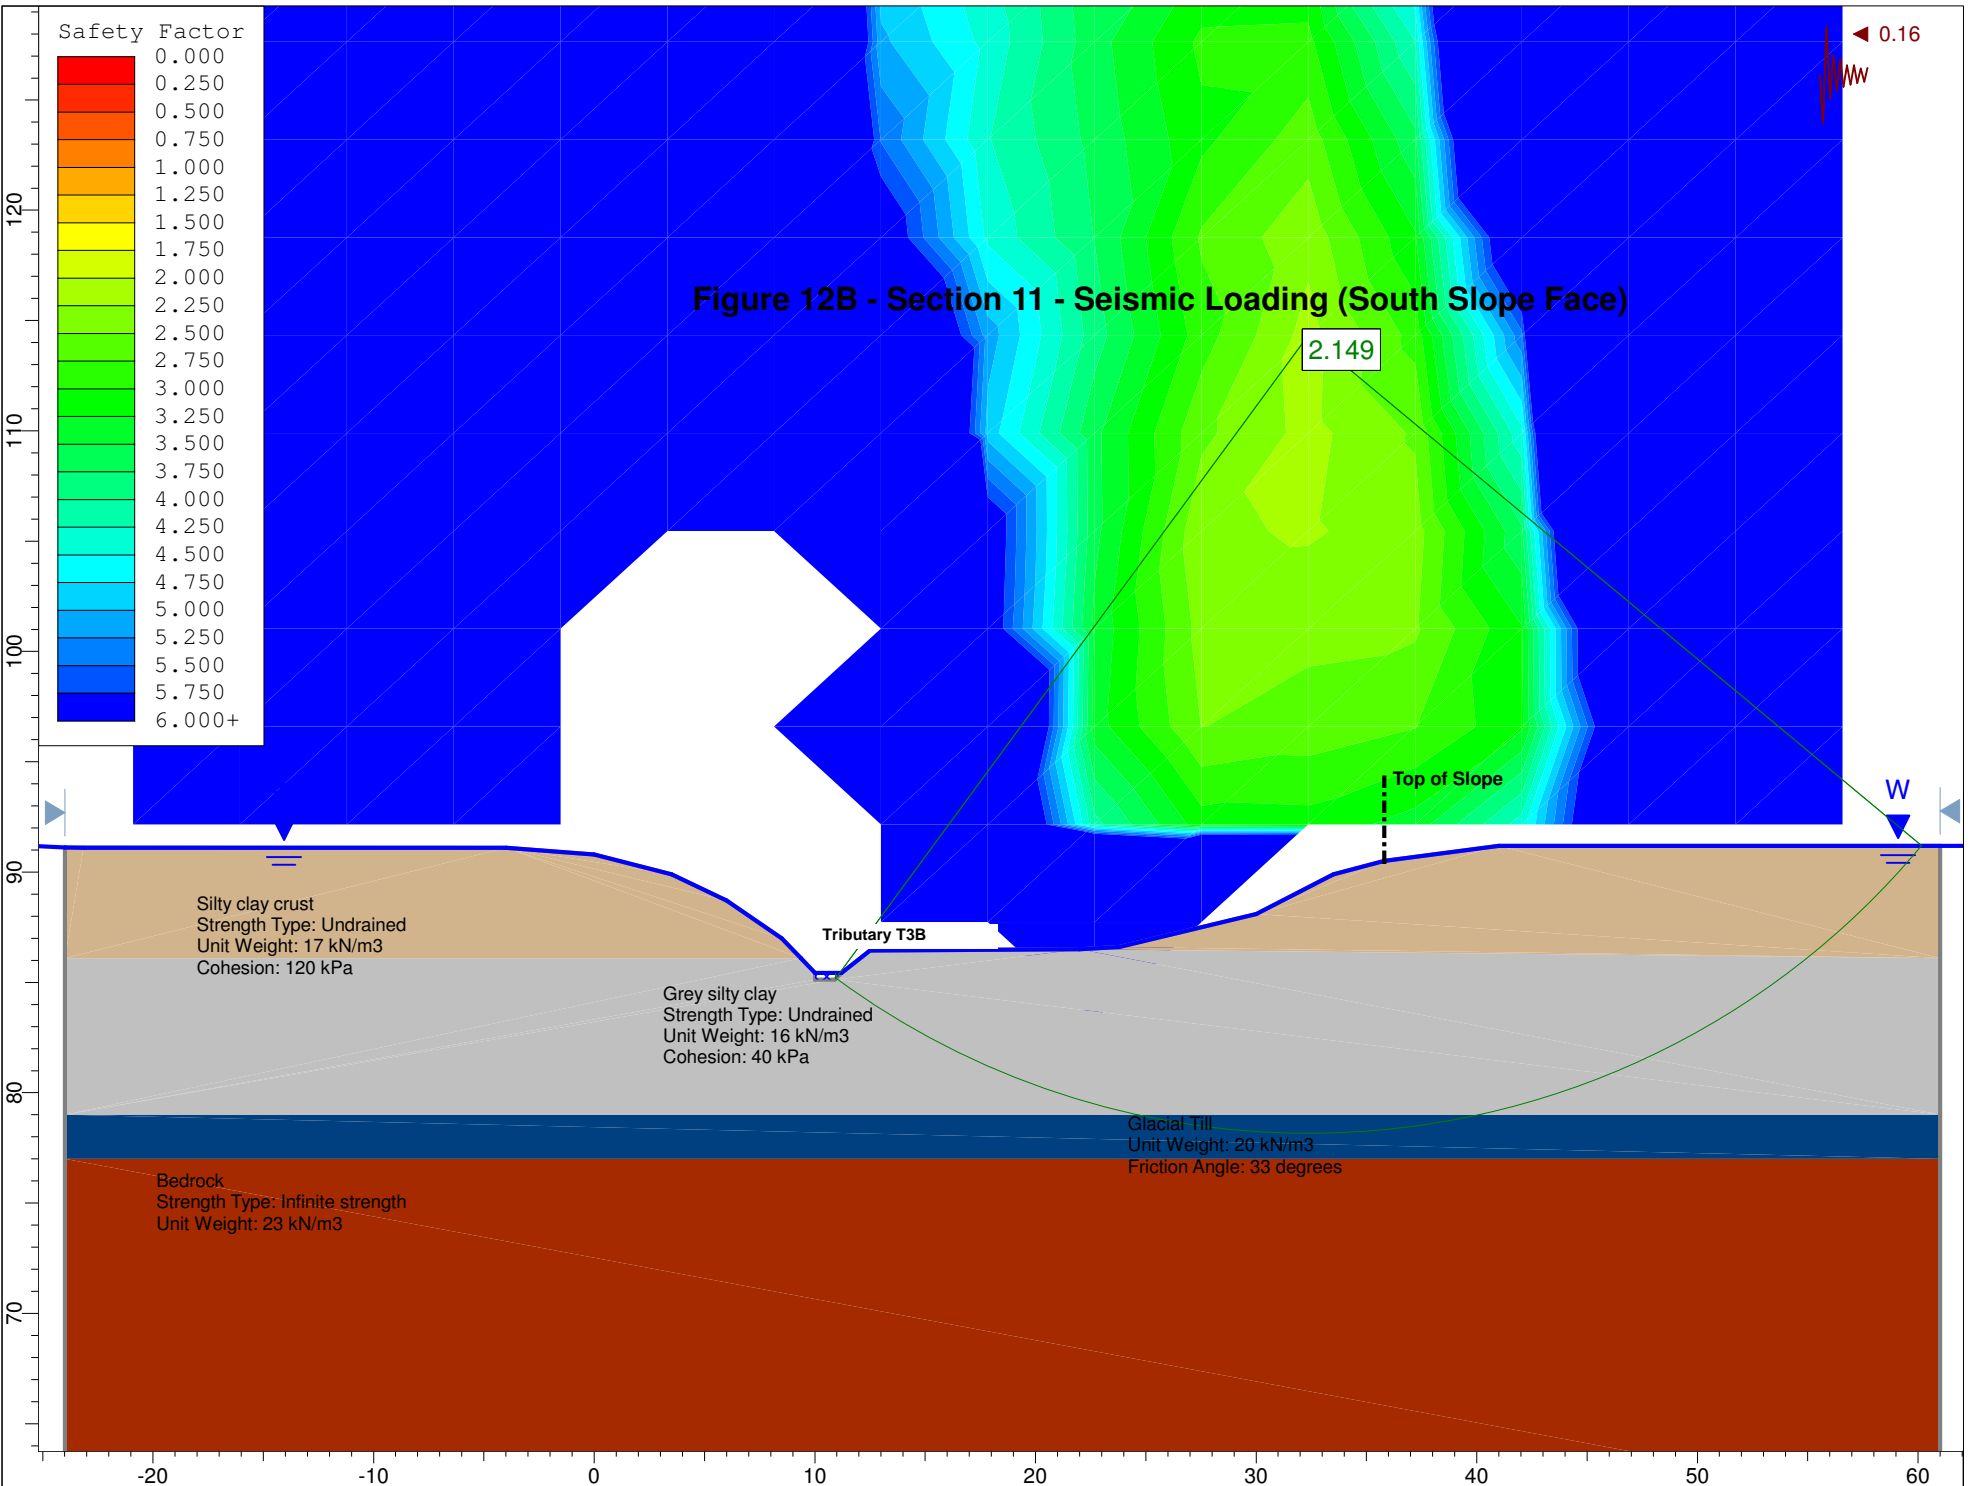 Safety Factor
0.000
0.250
0.500
0.750
1.000
1.250
1.500
1.750
2.000
2.250
2.500
2.750
3.000
3.250
3.500
3.750
4.000
4.250
4.500
4.750
5.000
5.250
5.500
5.750
6.000+
0.16
Figure 12B - Section 11 - Seismic Loading (South Slope Face)
2.149
Top of Slope
W
Silty clay crust
Strength Type: Undrained
Unit Weight: 17 kN/m3
Cohesion: 120 kPa
Tributary T3B
Grey silty clay
Strength Type: Undrained
Unit Weight: 16 kN/m3
Cohesion: 40 kPa
Glacial Till
Unit Weight: 20 kN/m3
Friction Angle: 33 degrees
Bedrock
Strength Type: Infinite strength
Unit Weight: 23 kN/m3
120
110
100
90
80
70
-20 -10 0 10 20 30 40 50 60